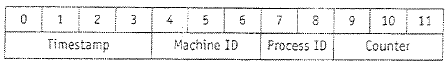 0 1 2 3 4 5 6 7 8 9 10 11
Timestamp Machine ID Process ID Counter